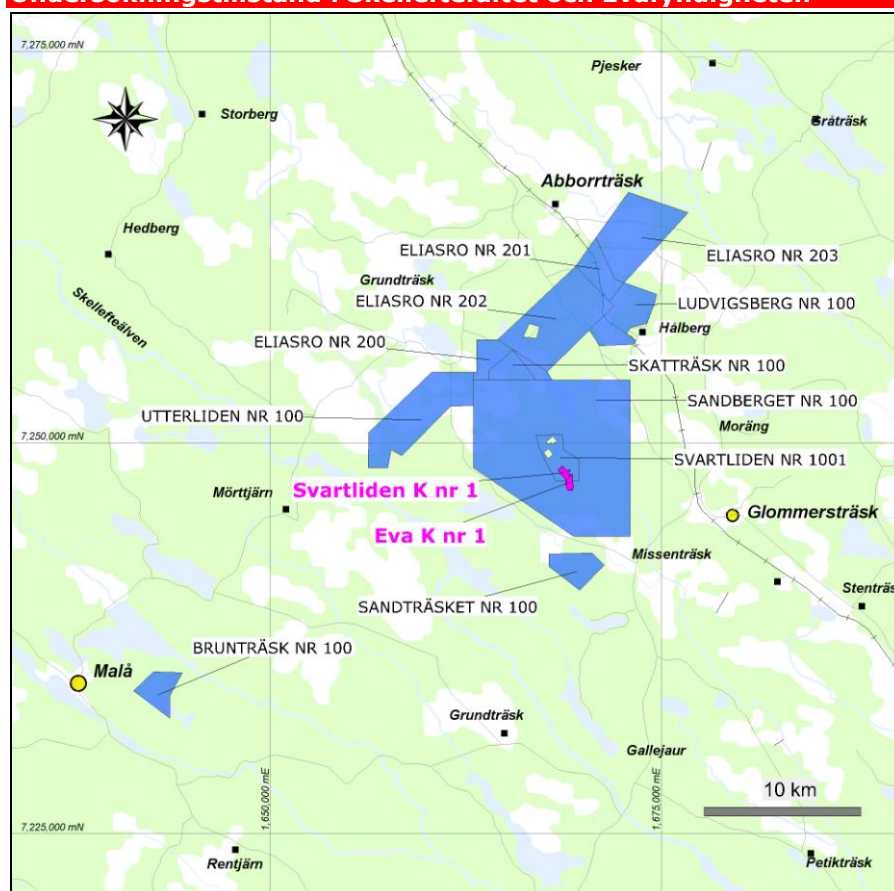 7,275,000 mN
Pjesker
Storberg
Gråträsk
Abborrträsk
Hedberg
ELIASRO NR 201
ELIASRO NR 203
Grundträsk
ELIASRO NR 202
LUDVIGSBERG NR 100
Skellefteälven
Hålberg
ELIASRO NR 200
SKATTRÄSK NR 100
SANDBERGET NR 100
UTTERLIDEN NR 100
Moräng
7,250,000 mN
SVARTLIDEN NR 1001
Svartliden K nr 1
Mörttjärn
Glommersträsk
Eva K nr 1
Missenträsk
Stenträs
SANDTRÄSKET NR 100
BRUNTRÄSK NR 100
Malå
Grundträsk
Gallejaur
10 km
1,650,000 mE
1,675,000 mE
7,225,000 mN
Rentjärn
Petikträsk